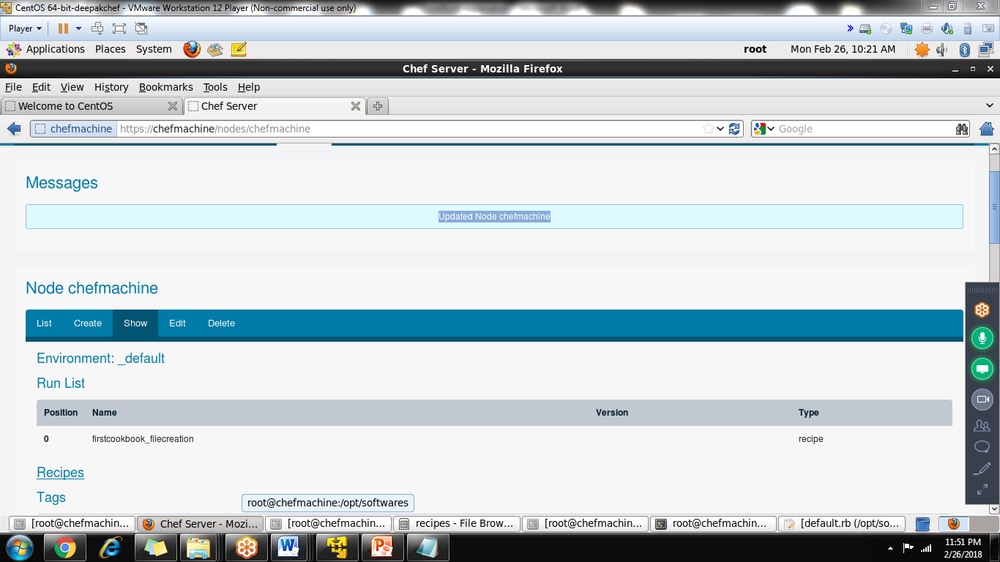 CentOS 64-bit-deepakchef - VMware Workstation 12 Player (Non-commercial use only)
Player
Applications Places System root Mon Feb 26, 10:21 AM
Chef Server - Mozilla Firefox
File Edit View History Bookmarks Tools Help
Welcome to CentOS Chef Server
chefmachine https://chefmachine/nodes/chefmachine Google
Messages
Updated Node chefmachine
Node chefmachine
List Create Show Edit Delete
Environment: _default
Run List
Position Name Version Type
0 firstcookbook_filecreation recipe
Recipes
Tags
root@chefmachine:/opt/softwares
[root@chefmachin... Chef Server - Mozi... [root@chefmachin... recipes - File Brow... [root@chefmachin... root@chefmachine... [default.rb (/opt/so...
11:51 PM
2/26/2018